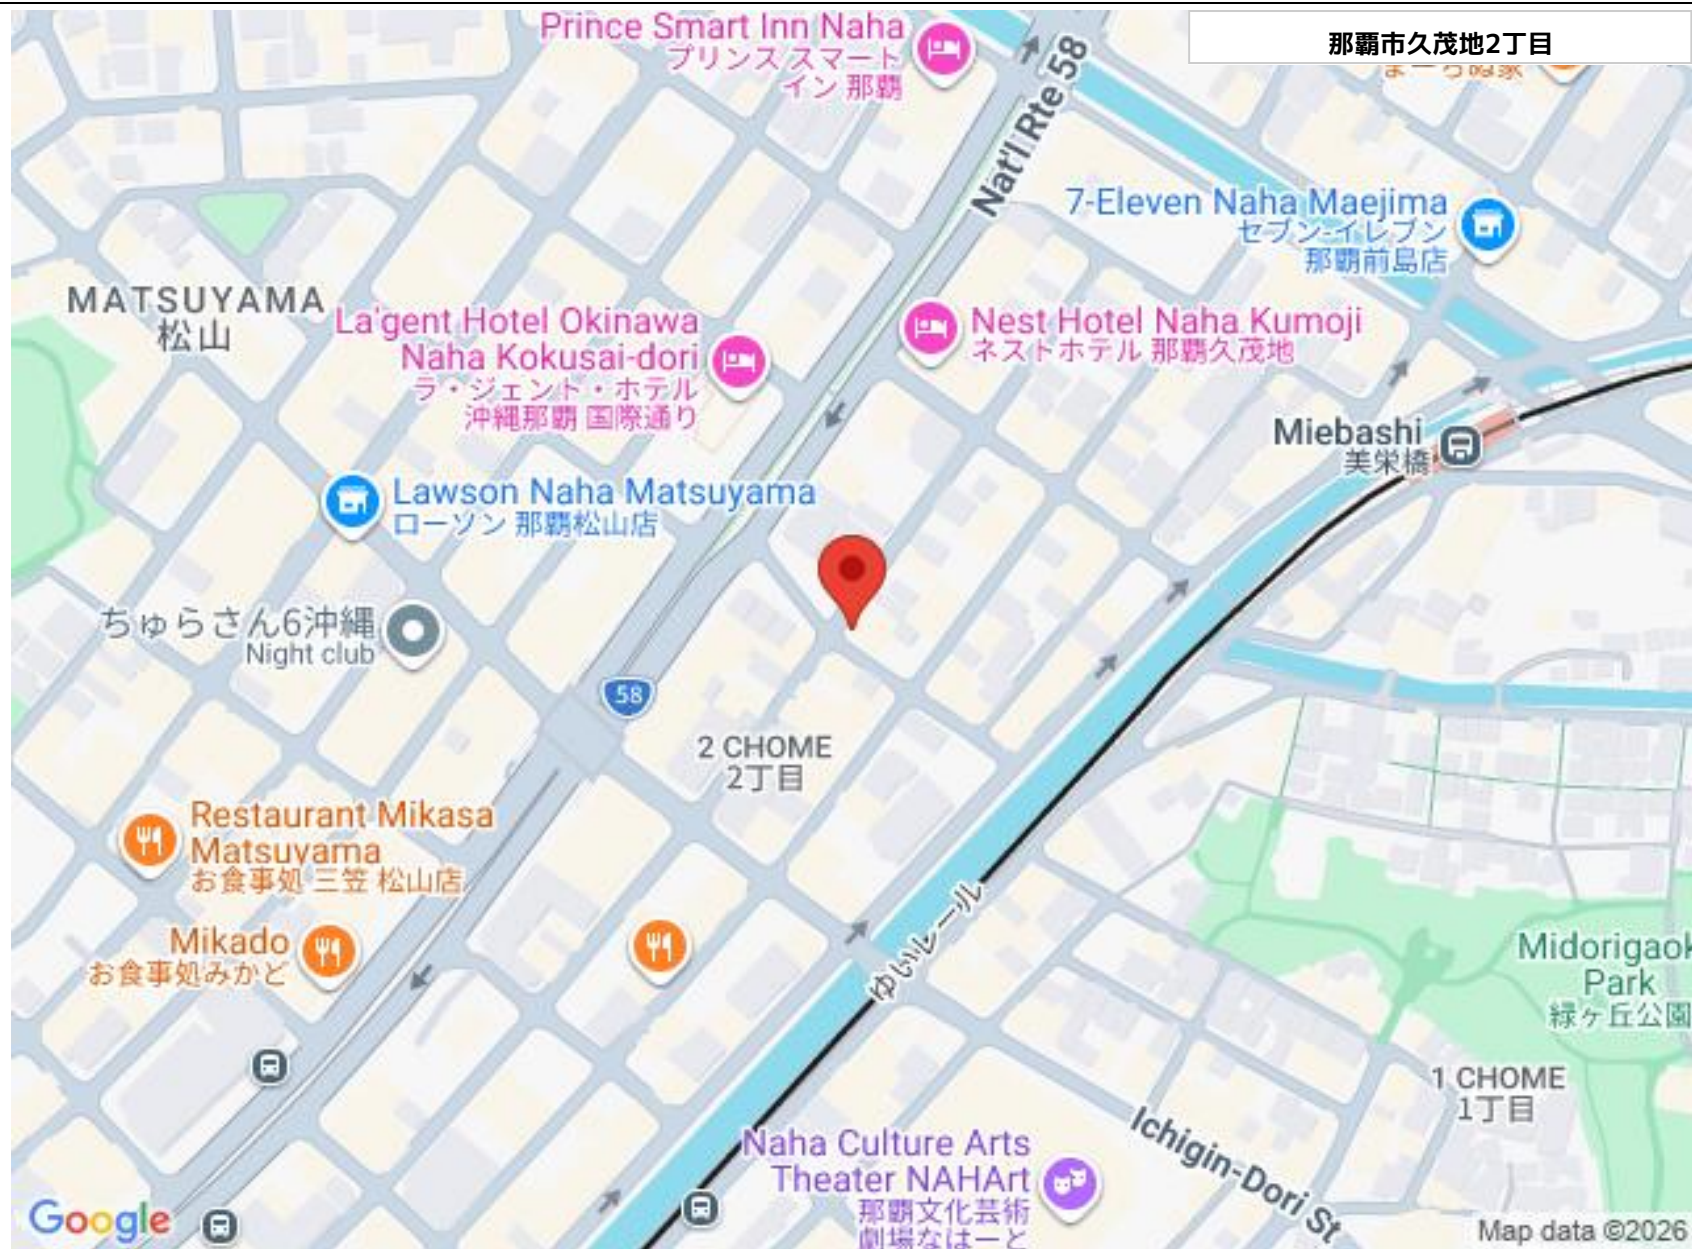 Prince Smart Inn Naha
プリンス スマート
イン 那覇
那覇市久茂地2丁目
Nat'l Rte 58
7-Eleven Naha Maejima
セブン-イレブン
那覇前島店
MATSUYAMA
松山
La'gent Hotel Okinawa
Naha Kokusai-dori
ラ・ジェント・ホテル
沖縄那覇 国際通り
Nest Hotel Naha Kumoji
ネストホテル 那覇久茂地
Miebashi
美栄橋
Lawson Naha Matsuyama
ローソン 那覇松山店
ちゅらさん6沖縄
Night club
58
2 CHOME
2丁目
Restaurant Mikasa
Matsuyama
お食事処 三笠 松山店
Mikado
お食事処みかど
ゆいレール
Midorigaok
Park
緑ヶ丘公園
1 CHOME
1丁目
Ichigin-Dori St
Naha Culture Arts
Theater NAHArt
那覇文化芸術
劇場なはーと
Google
Map data ©2026